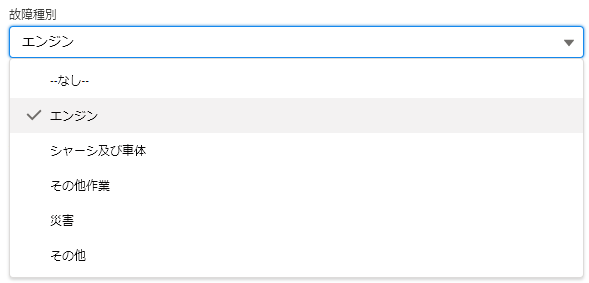 故障種別
エンジン
--なし--
エンジン
シャーシ及び車体
その他作業
災害
その他